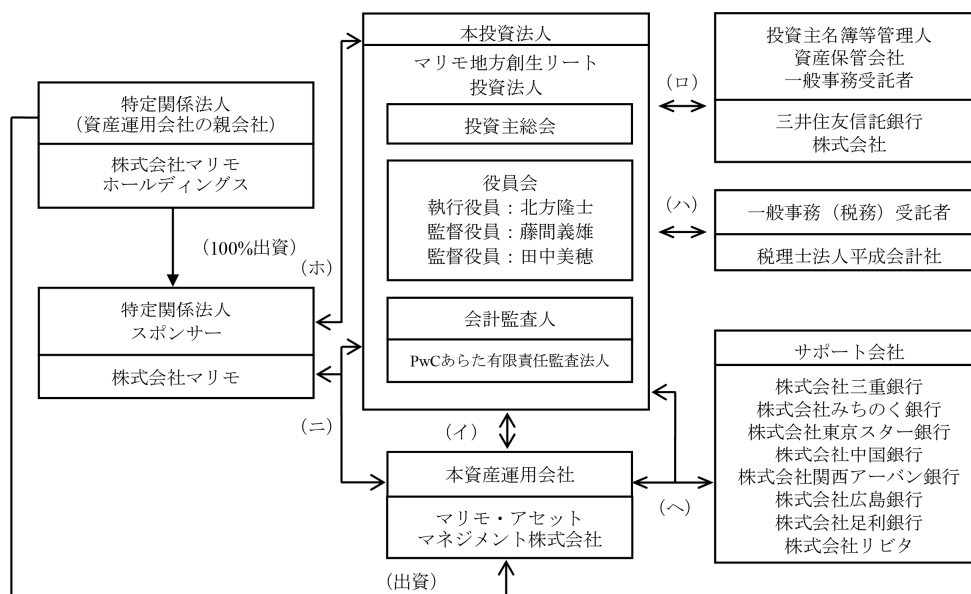 特定関係法人
(資産運用会社の親会社)
株式会社マリモ
ホールディングス
(100%出資)
(ホ)
特定関係法人
スポンサー
株式会社マリモ
(ニ)
本投資法人
マリモ地方創生リート
投資法人
投資主総会
役員会
執行役員：北方隆士
監督役員：藤間義雄
監督役員：田中美穂
会計監査人
PwCあらた有限責任監査法人
(イ)
本資産運用会社
マリモ・アセット
マネジメント株式会社
(出資)
(ロ)
投資主名簿等管理人
資産保管会社
一般事務受託者
三井住友信託銀行
株式会社
(ハ)
一般事務（税務）受託者
税理士法人平成会計社
サポート会社
株式会社三重銀行
株式会社みちのく銀行
株式会社東京スター銀行
株式会社中国銀行
株式会社関西アーバン銀行
株式会社広島銀行
株式会社足利銀行
株式会社リビタ
(ヘ)